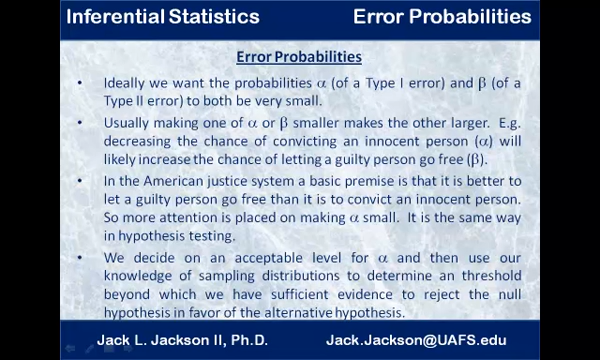 Inferential Statistics Error Probabilities
Error Probabilities
• Ideally we want the probabilities α (of a Type I error) and β (of a
Type II error) to both be very small.
• Usually making one of α or β smaller makes the other larger. E.g.
decreasing the chance of convicting an innocent person (α) will
likely increase the chance of letting a guilty person go free (β).
• In the American justice system a basic premise is that it is better to
let a guilty person go free than it is to convict an innocent person.
So more attention is placed on making α small. It is the same way
in hypothesis testing.
• We decide on an acceptable level for α and then use our
knowledge of sampling distributions to determine an threshold
beyond which we have sufficient evidence to reject the null
hypothesis in favor of the alternative hypothesis.
Jack L. Jackson II, Ph.D. Jack.Jackson@UAFS.edu